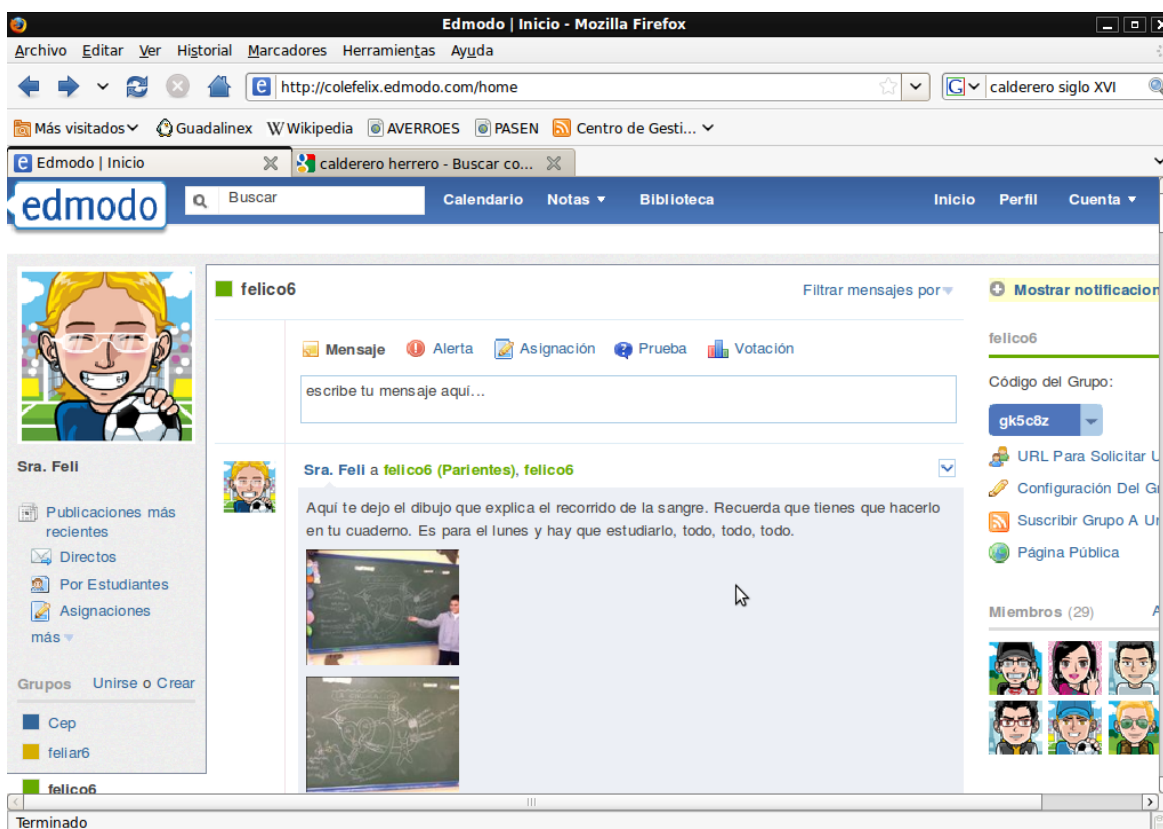 Edmodo | Inicio - Mozilla Firefox
Archivo Editar Ver Historial Marcadores Herramientas Ayuda
http://colefelix.edmodo.com/home
calderero siglo XVI
Más visitados Guadalinex Wikipedia AVERROES PASEN Centro de Gesti...
Edmodo | Inicio
calderero herrero - Buscar co...
edmodo
Buscar
Calendario Notas Biblioteca
Inicio Perfil Cuenta
felico6
Filtrar mensajes por
Mensaje Alerta Asignación Prueba Votación
escribe tu mensaje aquí...
Sra. Feli a felico6 (Parientes), felico6
Aquí te dejo el dibujo que explica el recorrido de la sangre. Recuerda que tienes que hacerlo
en tu cuaderno. Es para el lunes y hay que estudiarlo, todo, todo, todo.
Sra. Feli
Publicaciones más
recientes
Directos
Por Estudiantes
Asignaciones
más
Grupos Unirse o Crear
Cep
feliar6
felico6
Mostrar notificacion
felico6
Código del Grupo:
gk5c8z
URL Para Solicitar U
Configuración Del Gr
Suscribir Grupo A Un
Página Pública
Miembros (29)
Terminado